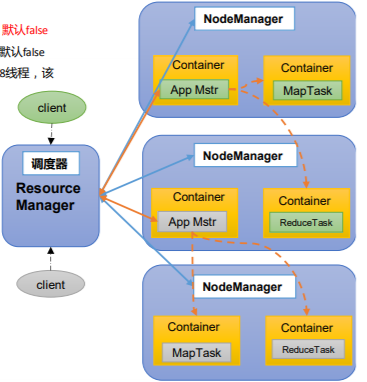 默认false
默认false
8线程，该
client
调度器
Resource
Manager
client
NodeManager
Container
App Mstr
Container
MapTask
NodeManager
Container
App Mstr
Container
ReduceTask
NodeManager
Container
MapTask
Container
ReduceTask